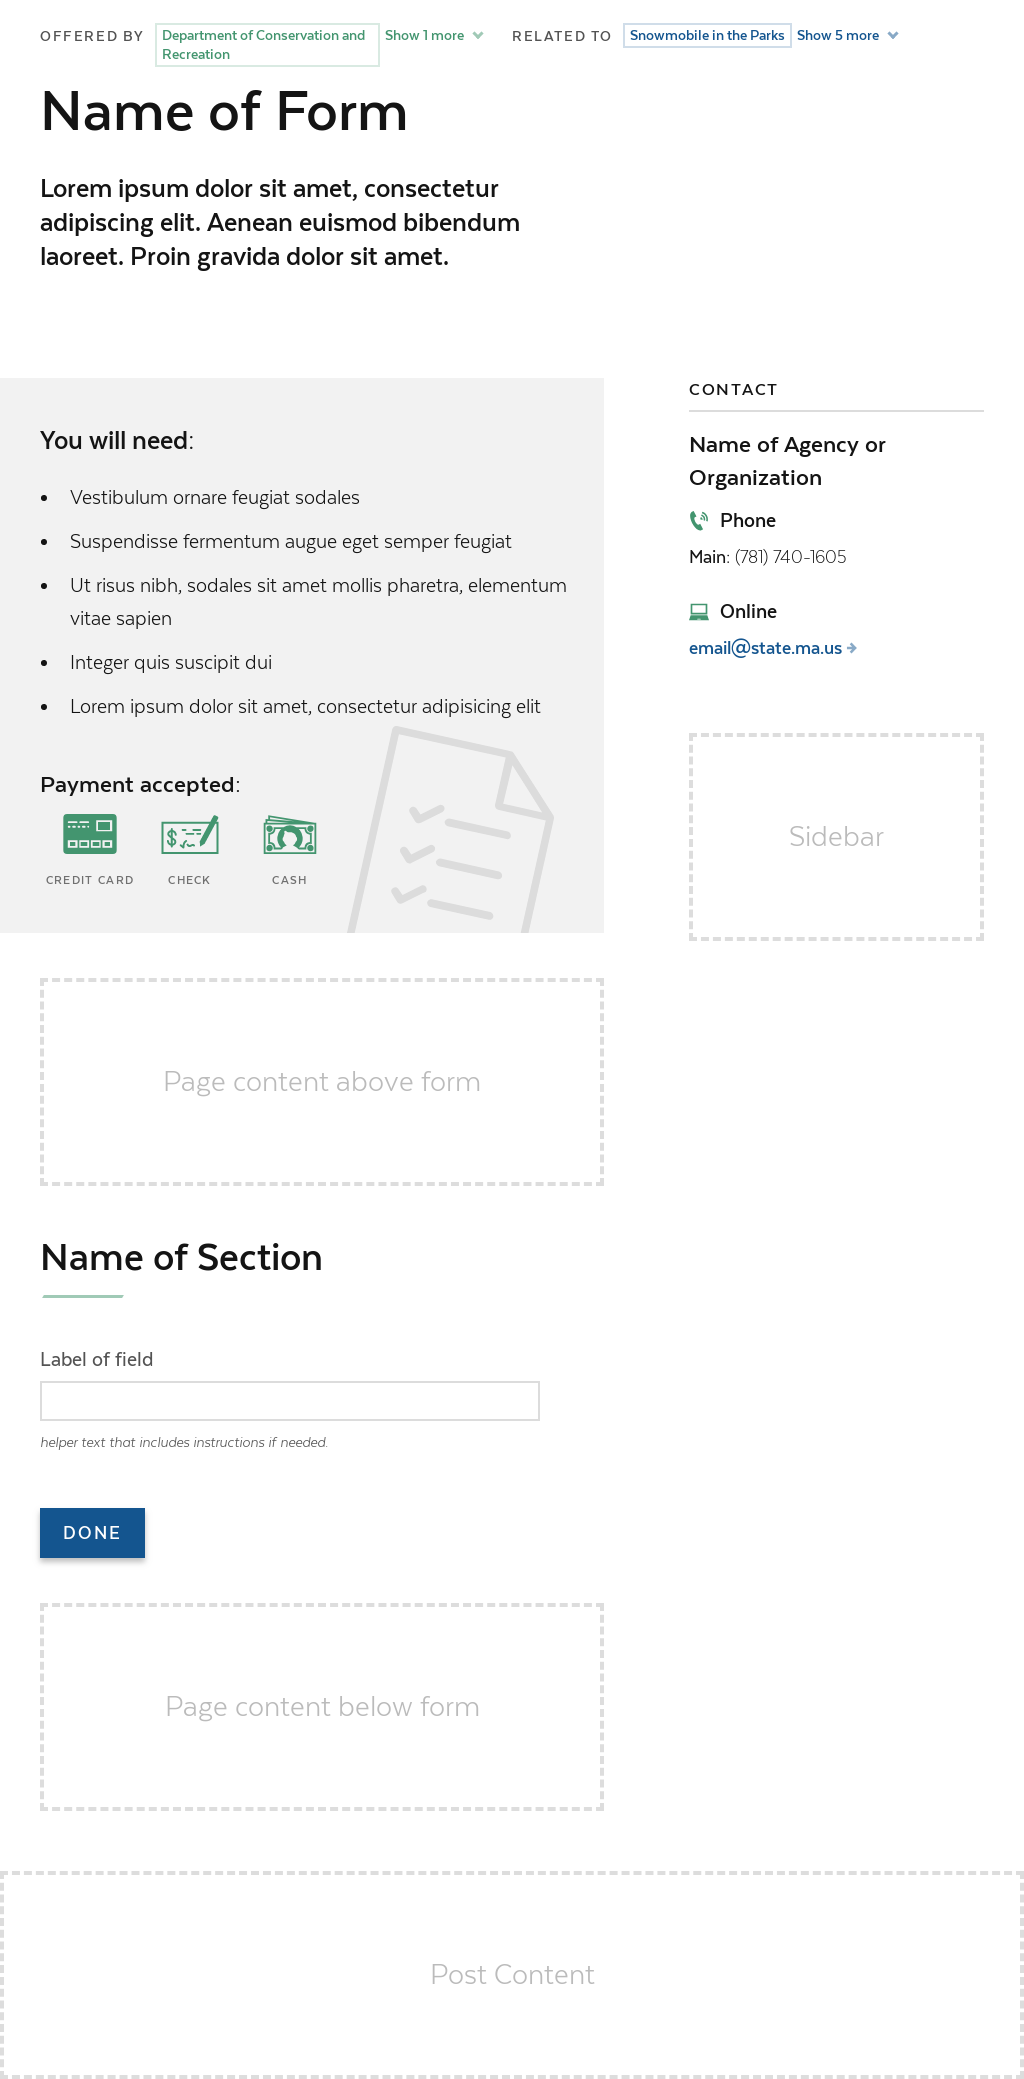 OFFERED BY
Department of Conservation and
Recreation
Show 1 more
RELATED TO
Snowmobile in the Parks
Show 5 more
Name of Form
Lorem ipsum dolor sit amet, consectetur
adipiscing elit. Aenean euismod bibendum
laoreet. Proin gravida dolor sit amet.
You will need:
Vestibulum ornare feugiat sodales
Suspendisse fermentum augue eget semper feugiat
Ut risus nibh, sodales sit amet mollis pharetra, elementum
vitae sapien
Integer quis suscipit dui
Lorem ipsum dolor sit amet, consectetur adipisicing elit
Payment accepted:
$
CREDIT CARD
CHECK
CASH
CONTACT
Name of Agency or
Organization
Phone
Main: (781) 740-1605
Online
email@state.ma.us
Sidebar
Page content above form
Name of Section
Label of field
helper text that includes instructions if needed.
DONE
Page content below form
Post Content